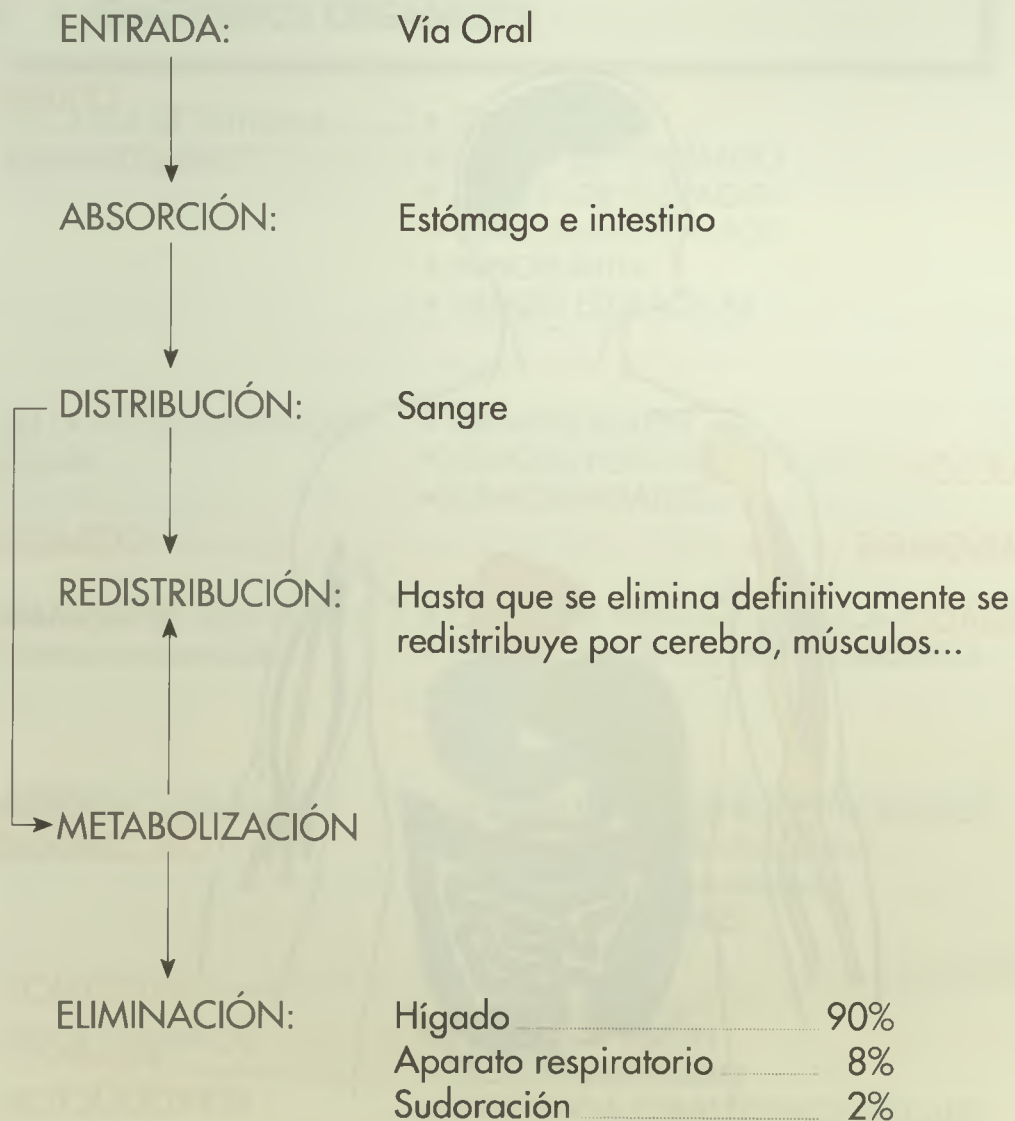 ENTRADA: Vía Oral
ABSORCIÓN: Estómago e intestino
DISTRIBUCIÓN: Sangre
REDISTRIBUCIÓN: Hasta que se elimina definitivamente se
redistribuye por cerebro, músculos...
METABOLIZACIÓN
ELIMINACIÓN: Hígado 90%
Aparato respiratorio 8%
Sudoración 2%